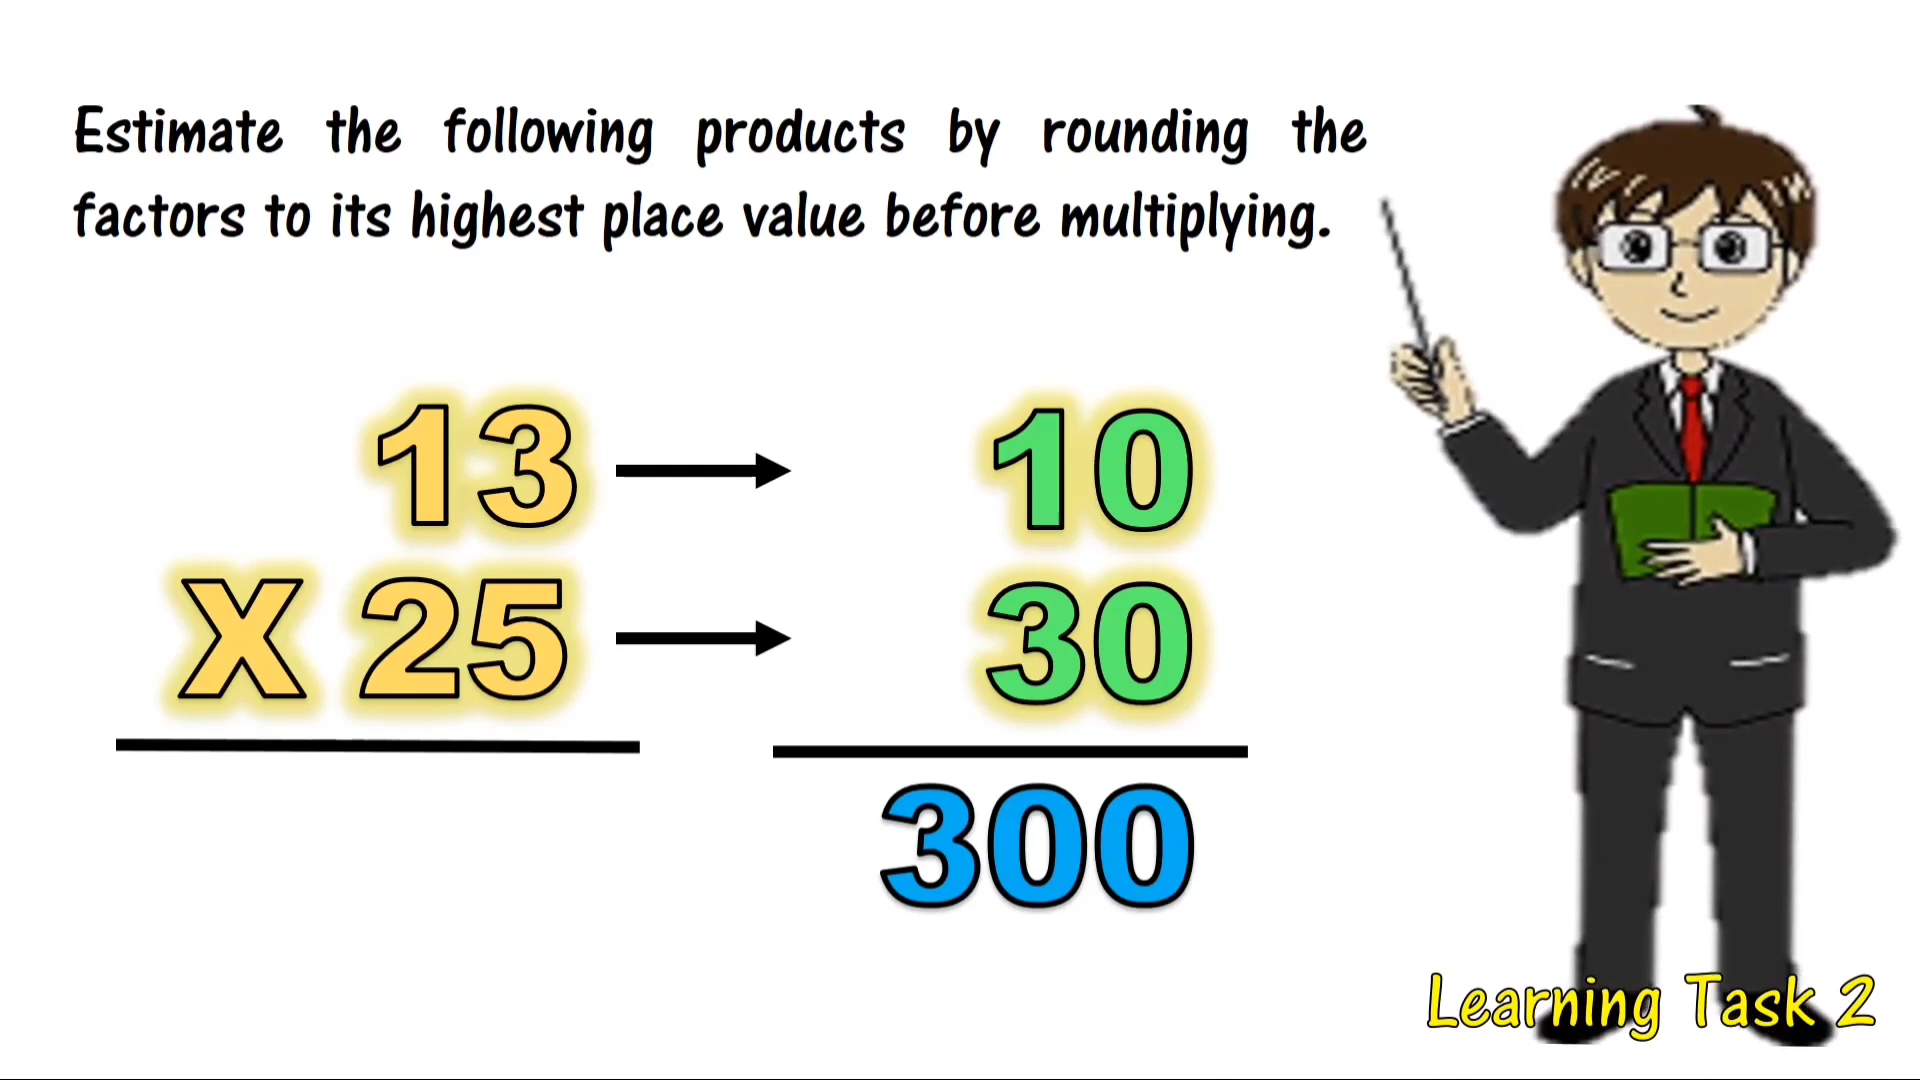 Estimate the following products by rounding the
factors to its highest place value before multiplying.
13 10
X 25 30
300
Learning Task 2